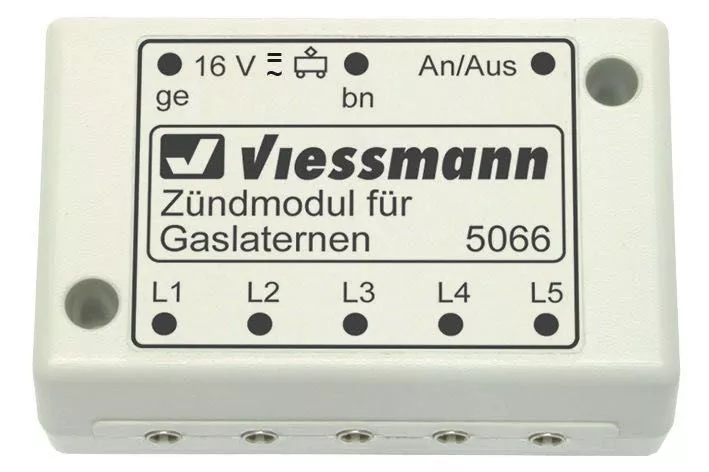 16 V An/Aus
ge bn
Viessmann
Zündmodul für
Gaslaternen 5066
L1 L2 L3 L4 L5